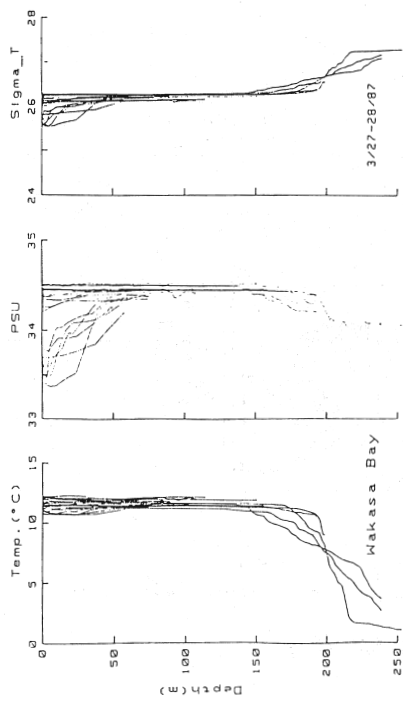 Temp.(°C)
PSU
Sigma_T
0 5 10 15
33 34 35
24 26 28
Depth(m)
0
50
100
150
200
250
Wakasa Bay
3/27-28/87